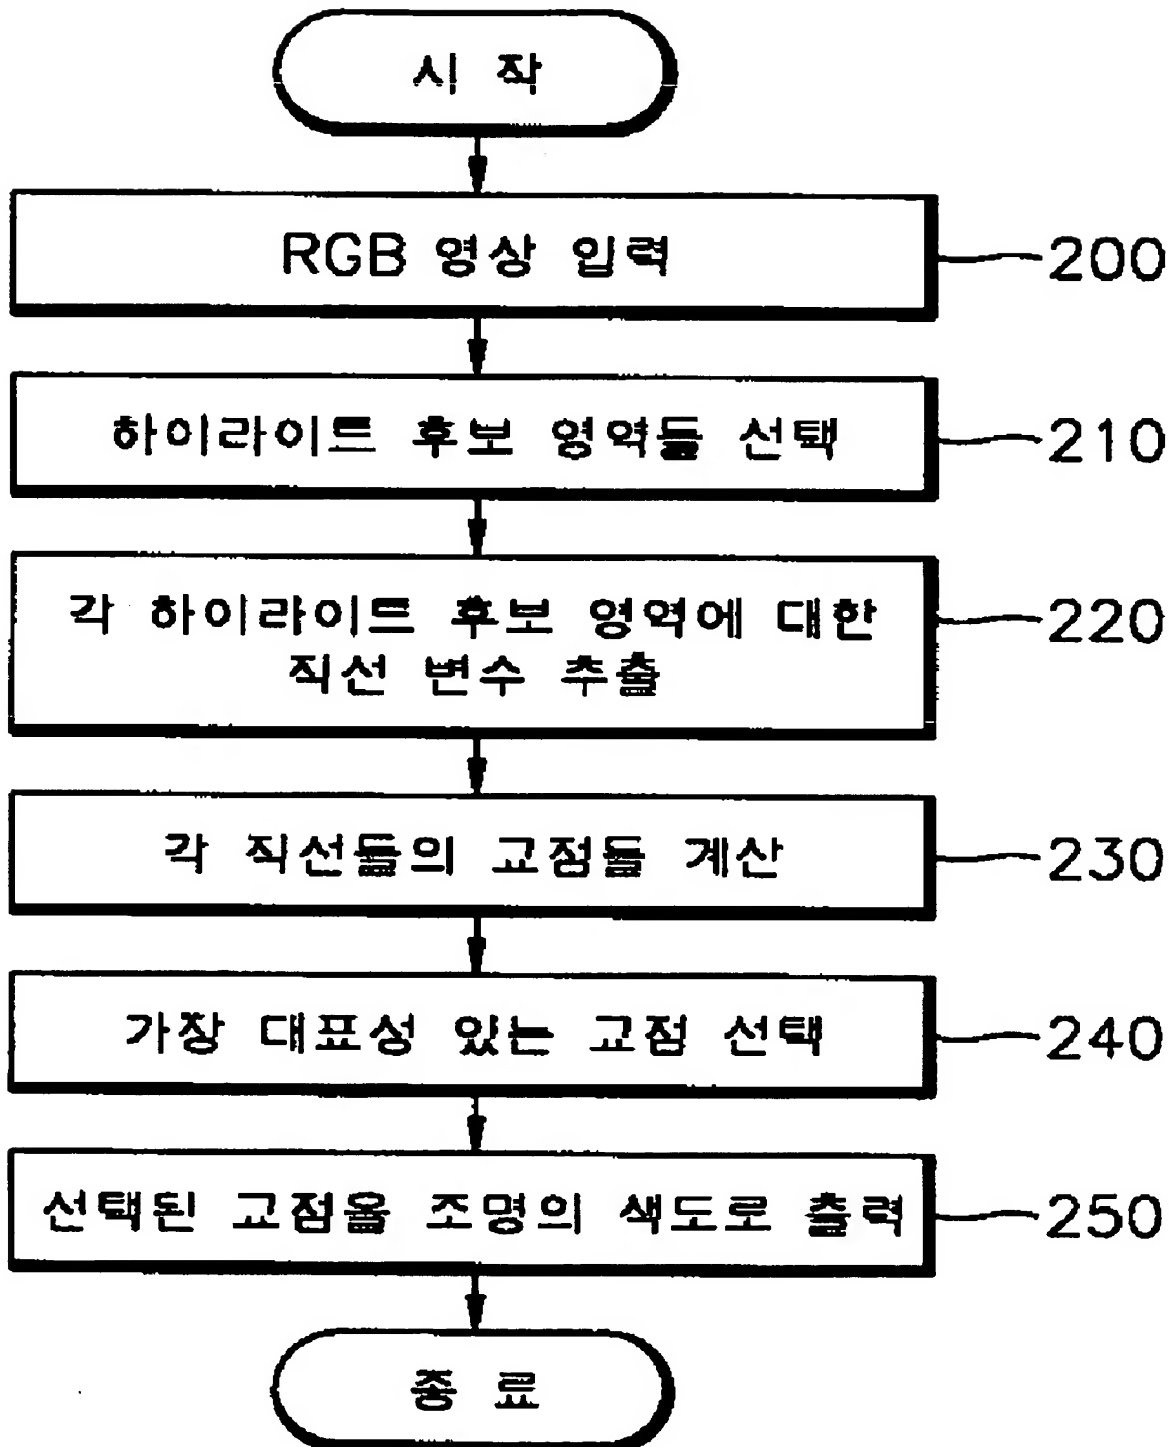 시 작
RGB 영상 입력
200
하이라이트 후보 영역들 선택
210
각 하이라이트 후보 영역에 대한
직선 변수 추출
220
각 직선들의 교점들 계산
230
가장 대표성 있는 교점 선택
240
선택된 교점을 조명의 색도로 출력
250
종 료